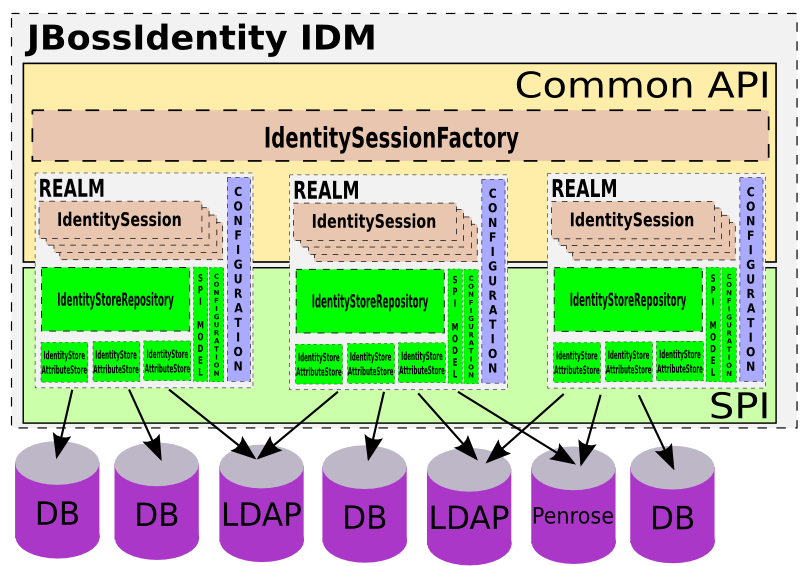 JBossIdentity IDM
Common API
IdentitySessionFactory
REALM
IdentitySession
CONFIGURATION
IdentityStoreRepository
SPI MODEL
CONFIGURATION
IdentityStore
AttributeStore
IdentityStore
AttributeStore
IdentityStore
AttributeStore
REALM
IdentitySession
CONFIGURATION
IdentityStoreRepository
SPI MODEL
CONFIGURATION
IdentityStore
AttributeStore
IdentityStore
AttributeStore
IdentityStore
AttributeStore
REALM
IdentitySession
CONFIGURATION
IdentityStoreRepository
SPI MODEL
CONFIGURATION
IdentityStore
AttributeStore
IdentityStore
AttributeStore
IdentityStore
AttributeStore
SPI
DB
DB
LDAP
DB
LDAP
Penrose
DB